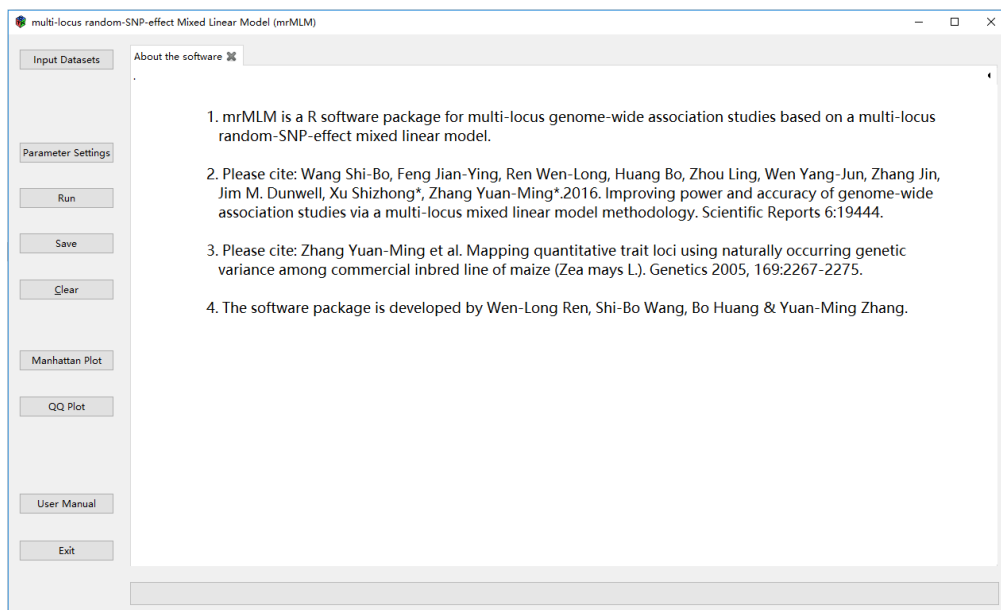 multi-locus random-SNP-effect Mixed Linear Model (mrMLM)
Input Datasets
About the software
.
Parameter Settings
Run
Save
Clear
Manhattan Plot
QQ Plot
User Manual
Exit
1. mrMLM is a R software package for multi-locus genome-wide association studies based on a multi-locus
random-SNP-effect mixed linear model.
2. Please cite: Wang Shi-Bo, Feng Jian-Ying, Ren Wen-Long, Huang Bo, Zhou Ling, Wen Yang-Jun, Zhang Jin,
Jim M. Dunwell, Xu Shizhong*, Zhang Yuan-Ming*.2016. Improving power and accuracy of genome-wide
association studies via a multi-locus mixed linear model methodology. Scientific Reports 6:19444.
3. Please cite: Zhang Yuan-Ming et al. Mapping quantitative trait loci using naturally occurring genetic
variance among commercial inbred line of maize (Zea mays L.). Genetics 2005, 169:2267-2275.
4. The software package is developed by Wen-Long Ren, Shi-Bo Wang, Bo Huang & Yuan-Ming Zhang.